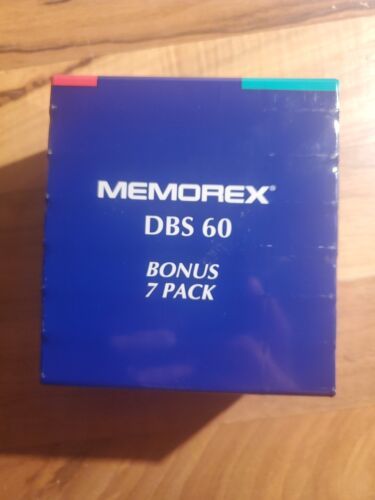 MEMOREX®
DBS 60
BONUS
7 PACK